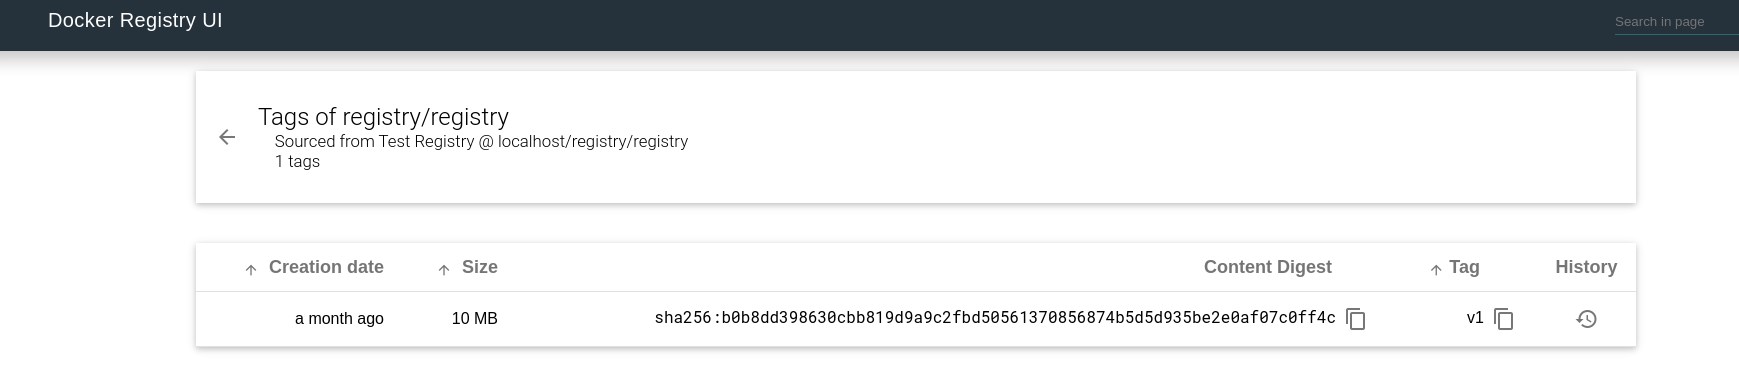 Docker Registry UI
Search in page
Tags of registry/registry
Sourced from Test Registry @ localhost/registry/registry
1 tags
Creation date Size Content Digest Tag History
a month ago 10 MB sha256:b0b8dd398630cbb819d9a9c2fbd50561370856874b5d5d935be2e0af07c0ff4c v1